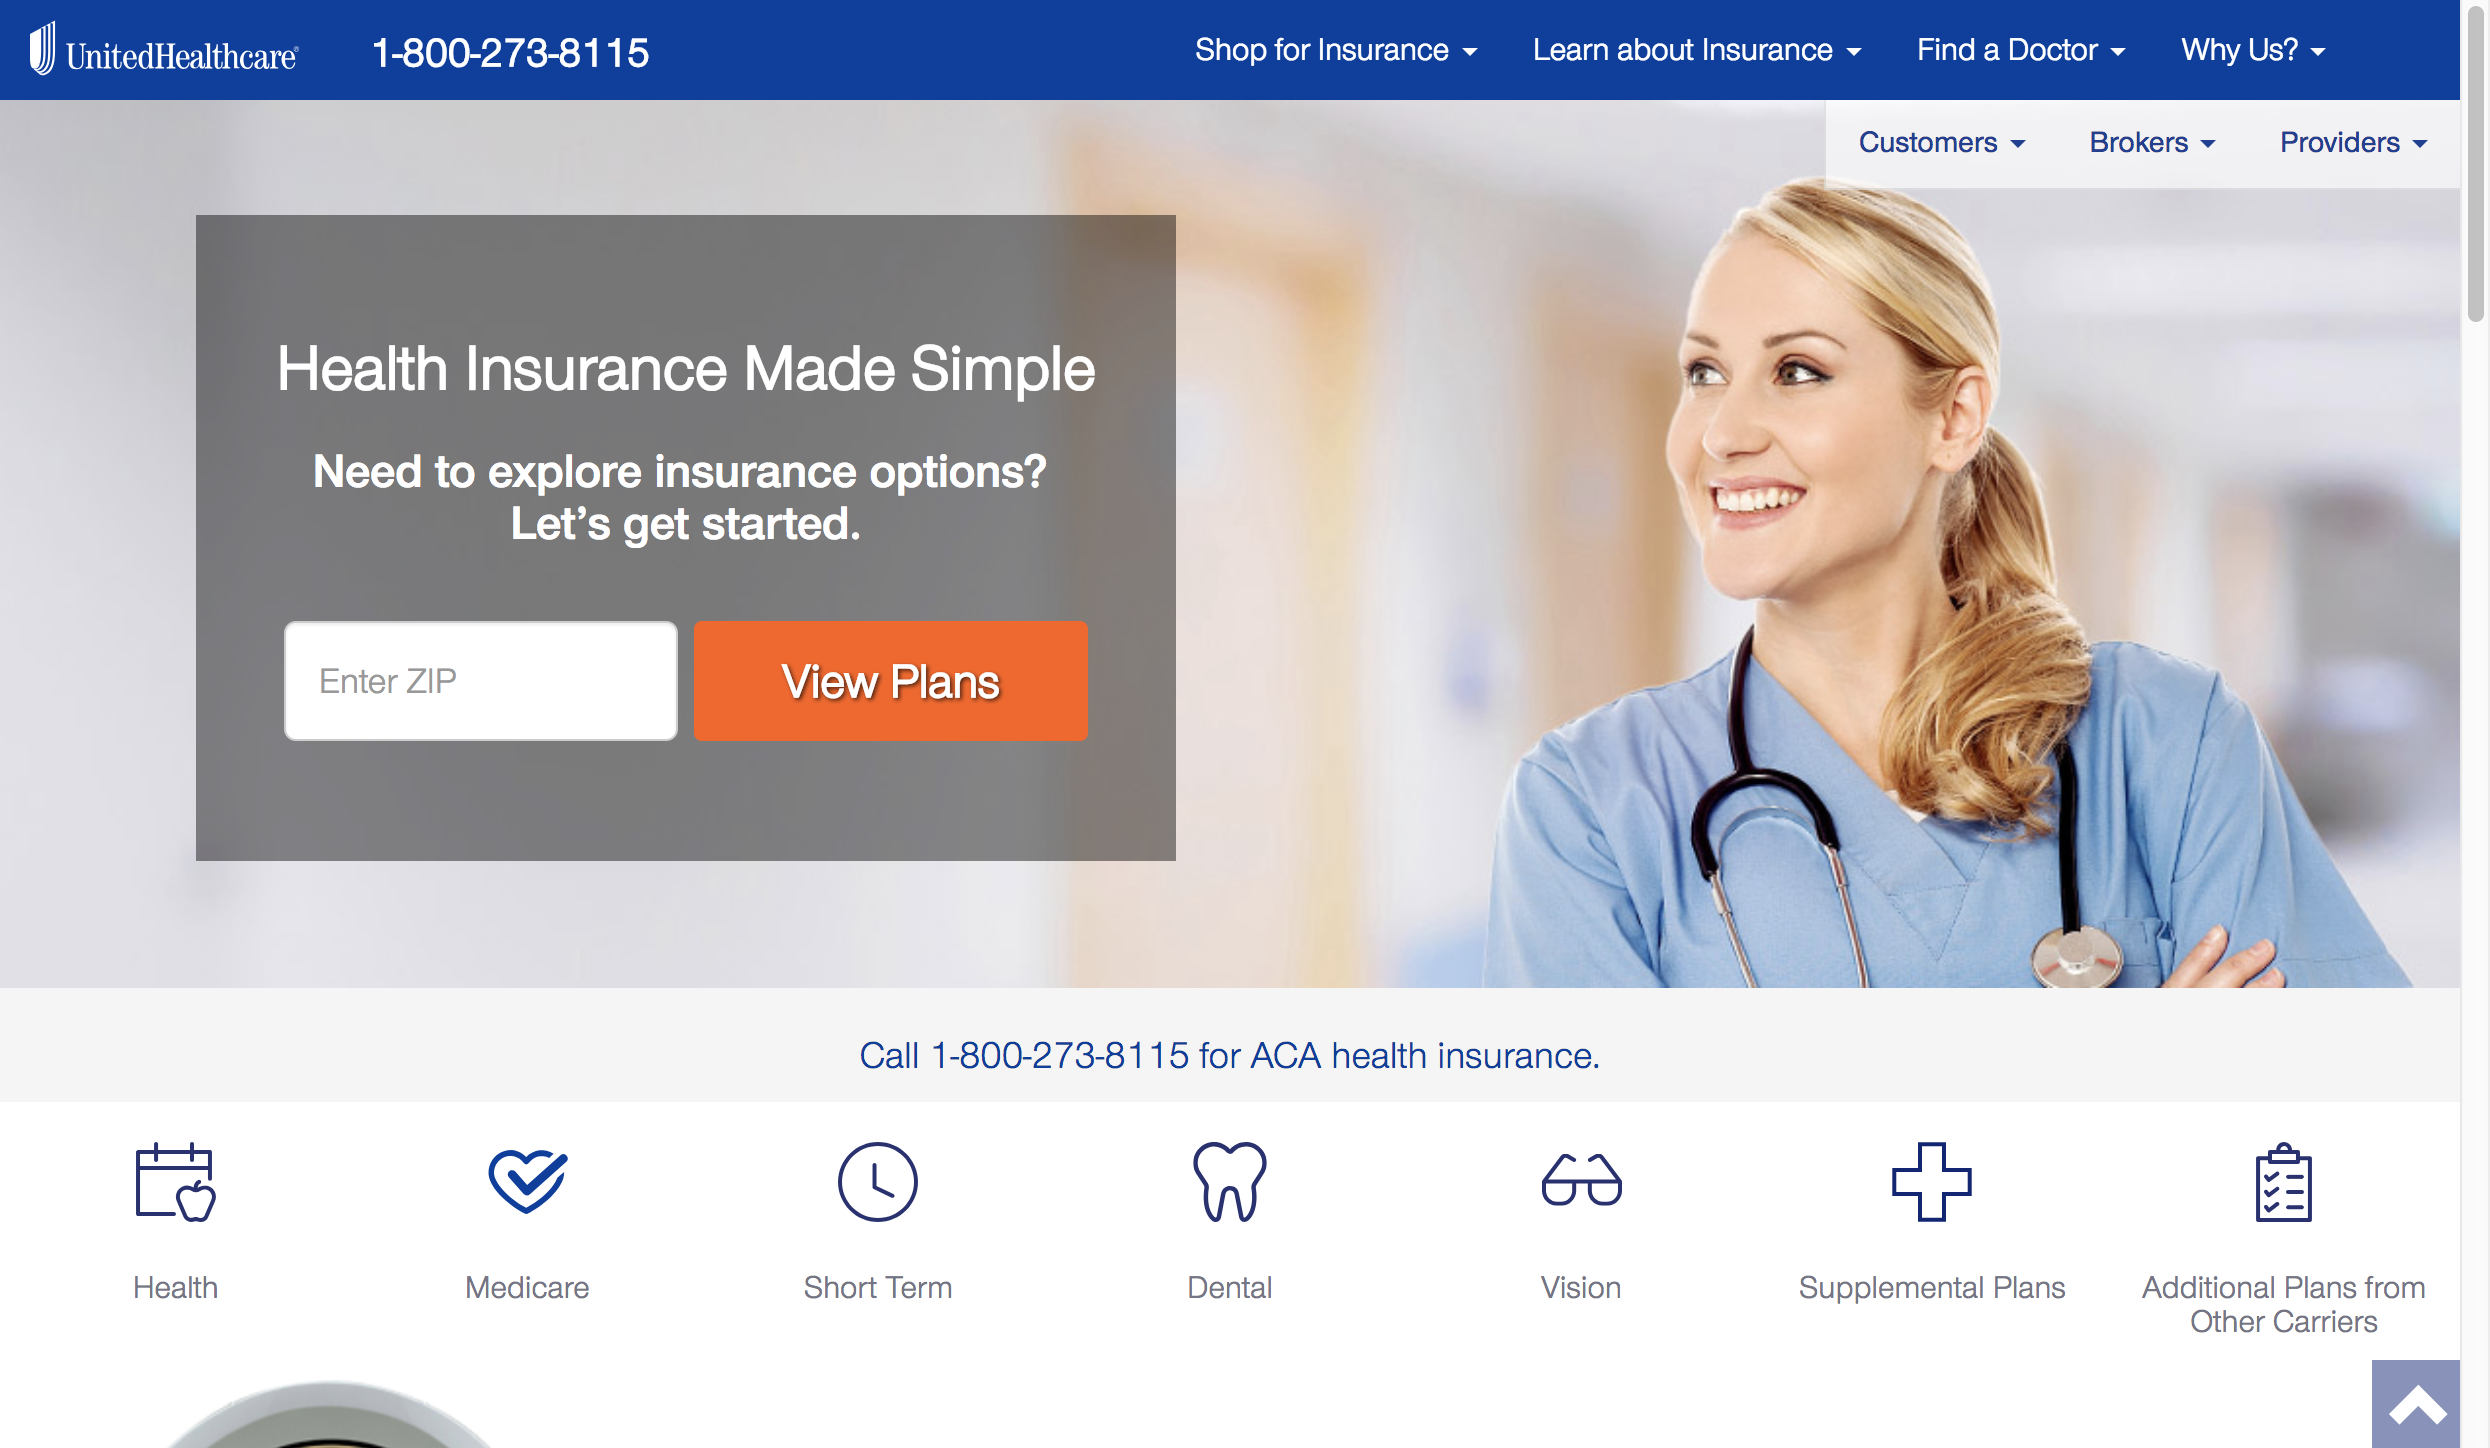 UnitedHealthcare®
1-800-273-8115
Shop for Insurance
Learn about Insurance
Find a Doctor
Why Us?
Customers
Brokers
Providers
Health Insurance Made Simple
Need to explore insurance options?
Let’s get started.
Enter ZIP
View Plans
Call 1-800-273-8115 for ACA health insurance.
Health
Medicare
Short Term
Dental
Vision
Supplemental Plans
Additional Plans from
Other Carriers